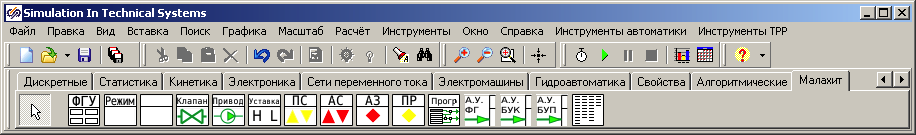 Simulation In Technical Systems
Файл Правка Вид Вставка Поиск Графика Масштаб Расчёт Инструменты Окно Справка Инструменты автоматики Инструменты ТРР
Дискретные Статистика Кинетика Электроника Сети переменного тока Электромашины Гидроавтоматика Свойства Алгоритмические Малахит
ФГУ Режим Клапан Привод Уставка H L ПС АС АЗ ПР Прогр А.У. ФГ А.У. БУК А.У. БУП